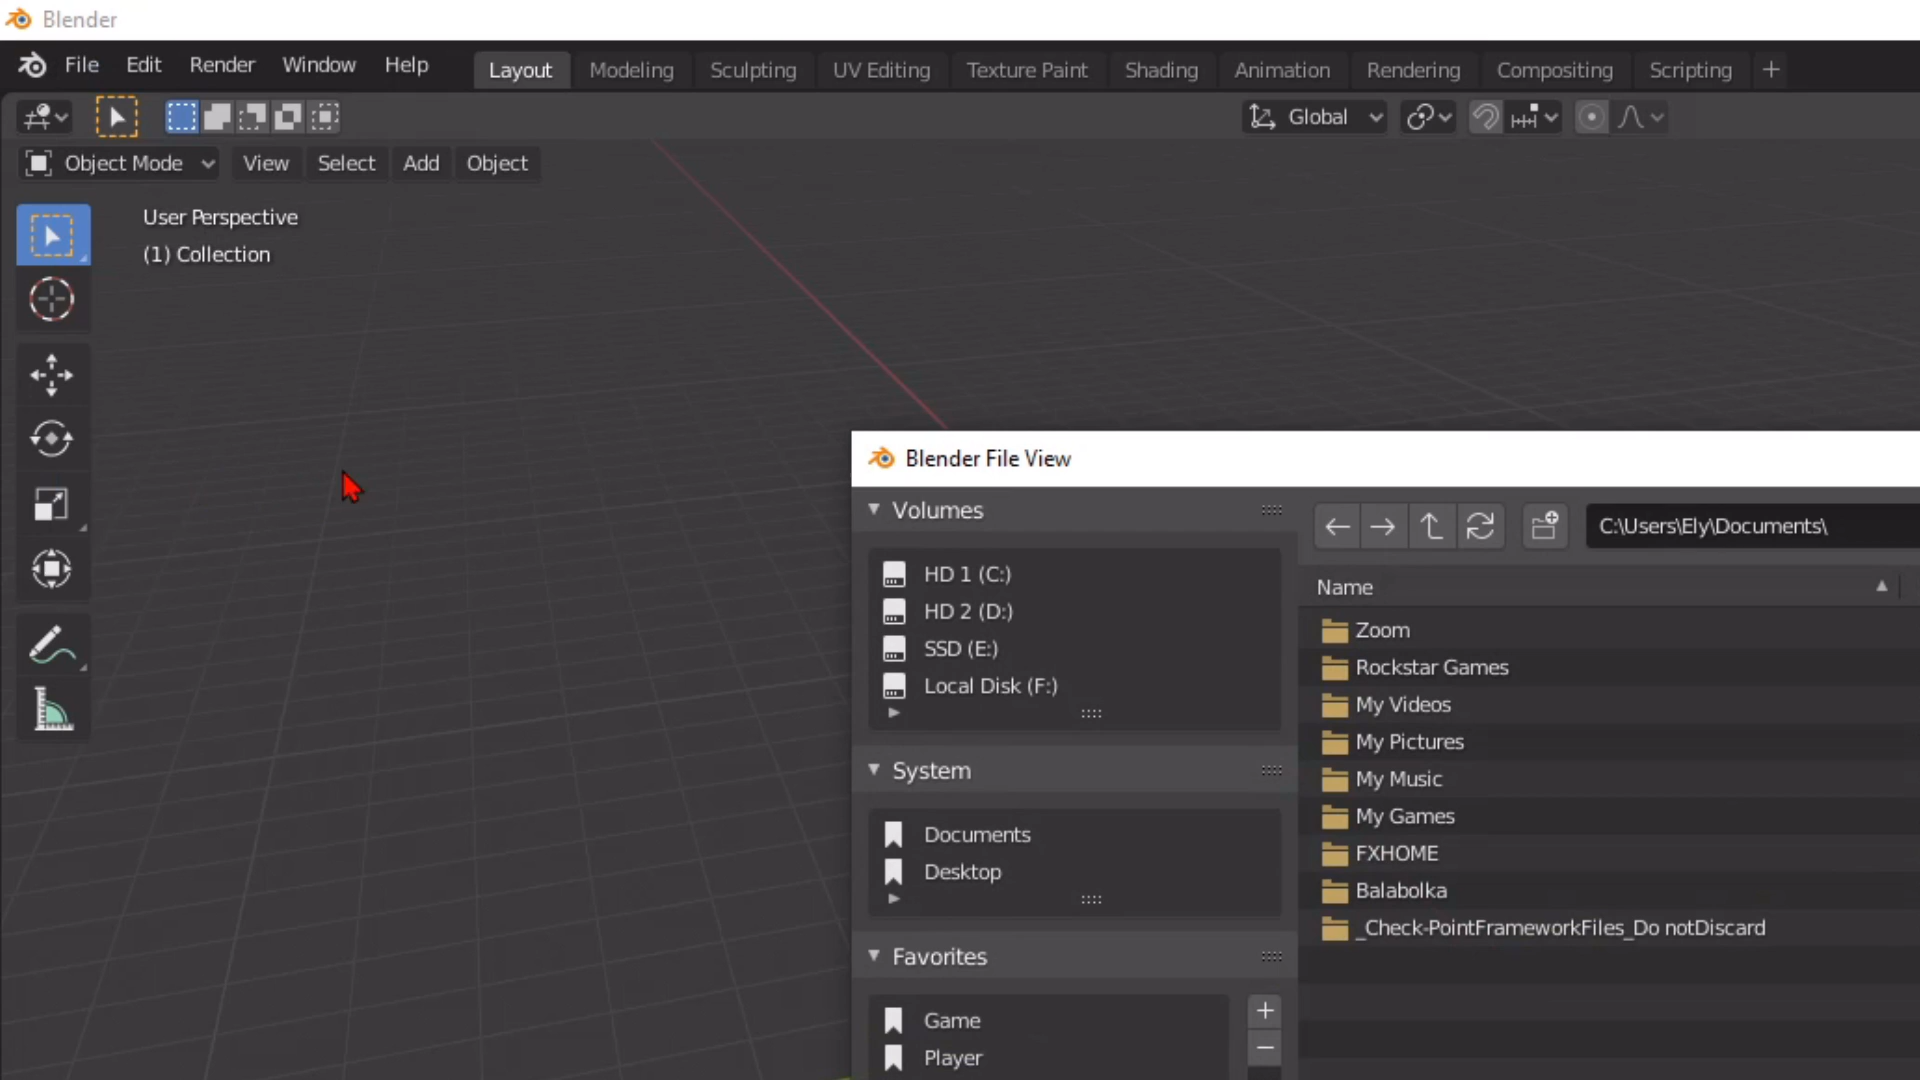 Blender
File Edit Render Window Help Layout Modeling Sculpting UV Editing Texture Paint Shading Animation Rendering Compositing Scripting +
Global
Object Mode View Select Add Object
User Perspective
(1) Collection
Blender File View
Volumes
HD 1 (C:)
HD 2 (D:)
SSD (E:)
Local Disk (F:)
System
Documents
Desktop
Favorites
Game
Player
C:\Users\Ely\Documents\
Name
Zoom
Rockstar Games
My Videos
My Pictures
My Music
My Games
FXHOME
Balabolka
_Check-PointFrameworkFiles_Do notDiscard